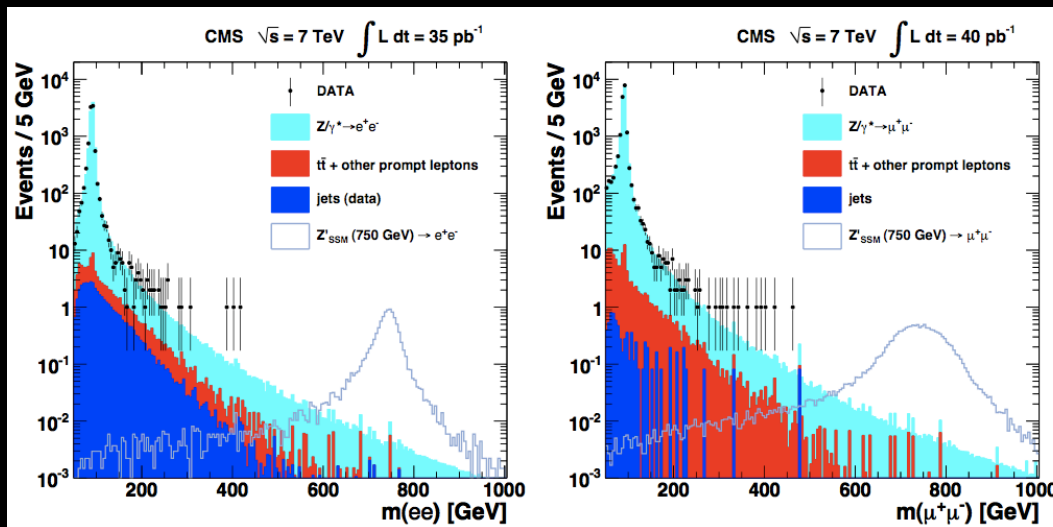 CMS √s = 7 TeV ∫ L dt = 35 pb⁻¹
Events / 5 GeV
10⁴
10³
10²
10
1
10⁻¹
10⁻²
10⁻³
DATA
Z/γ*→e⁺e⁻
tt̄ + other prompt leptons
jets (data)
Z'SSM (750 GeV) → e⁺e⁻
200 400 600 800 1000
m(ee) [GeV]
CMS √s = 7 TeV ∫ L dt = 40 pb⁻¹
Events / 5 GeV
10⁴
10³
10²
10
1
10⁻¹
10⁻²
10⁻³
DATA
Z/γ*→μ⁺μ⁻
tt̄ + other prompt leptons
jets
Z'SSM (750 GeV) → μ⁺μ⁻
200 400 600 800 1000
m(μ⁺μ⁻) [GeV]